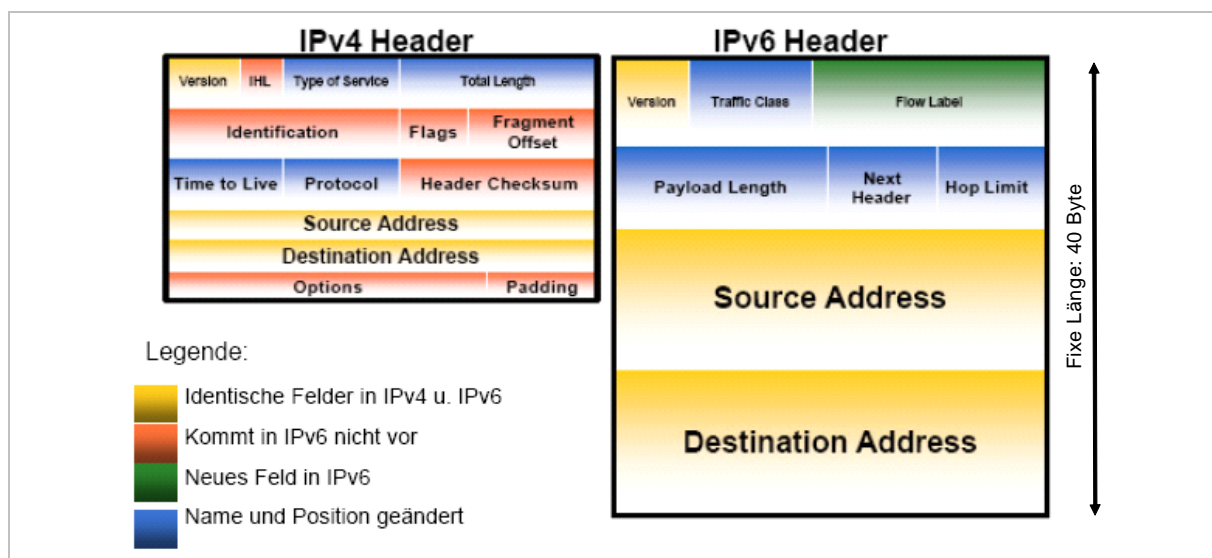 IPv4 Header
Version IHL Type of Service Total Length
Identification Flags Fragment
Offset
Time to Live Protocol Header Checksum
Source Address
Destination Address
Options Padding
IPv6 Header
Version Traffic Class Flow Label
Payload Length Next
Header Hop Limit
Source Address
Destination Address
Fixe Länge: 40 Byte
Legende:
Identische Felder in IPv4 u. IPv6
Kommt in IPv6 nicht vor
Neues Feld in IPv6
Name und Position geändert